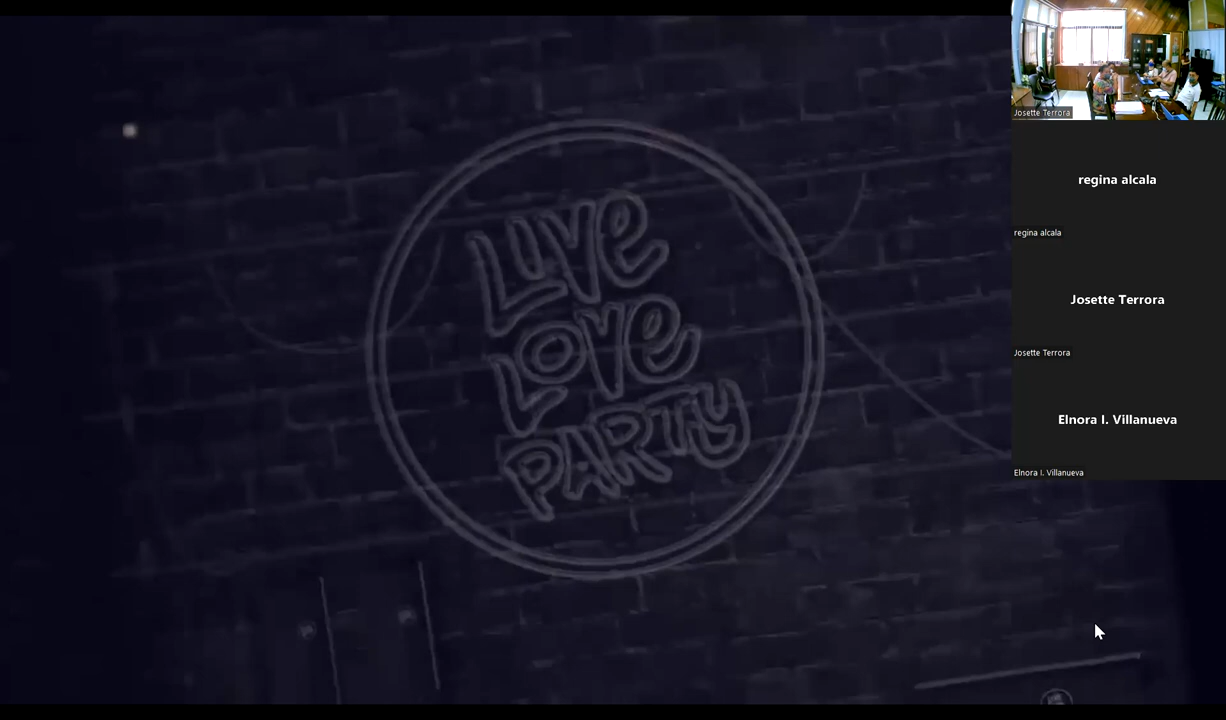 LIVE
LOVE
PARTY
Josette Terrora
regina alcala
regina alcala
Josette Terrora
Josette Terrora
Elnora I. Villanueva
Elnora I. Villanueva